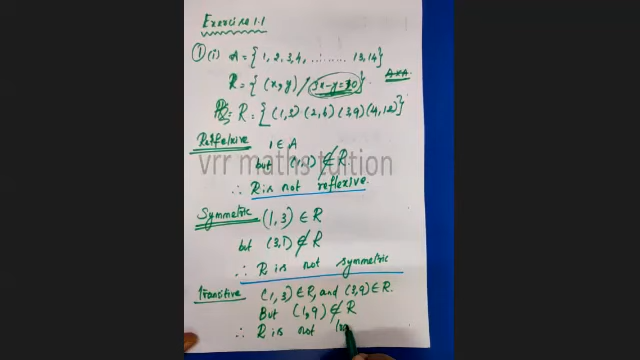 Exercise 1.1
① (i) A = { 1, 2, 3, 4, ......... 13, 14}
R = { (x, y) / 3x-y=0 } A×A
R = { (1, 3) (2, 6) (3, 9) (4, 12) }
Reflexive 1 ∈ A
but (1, 1) ∉ R
vrr maths tuition
∴ R is not reflexive.
Symmetric (1, 3) ∈ R
but (3, 1) ∉ R
∴ R is not symmetric
Transitive (1, 3) ∈ R, and (3, 9) ∈ R.
But (1, 9) ∉ R
∴ R is not